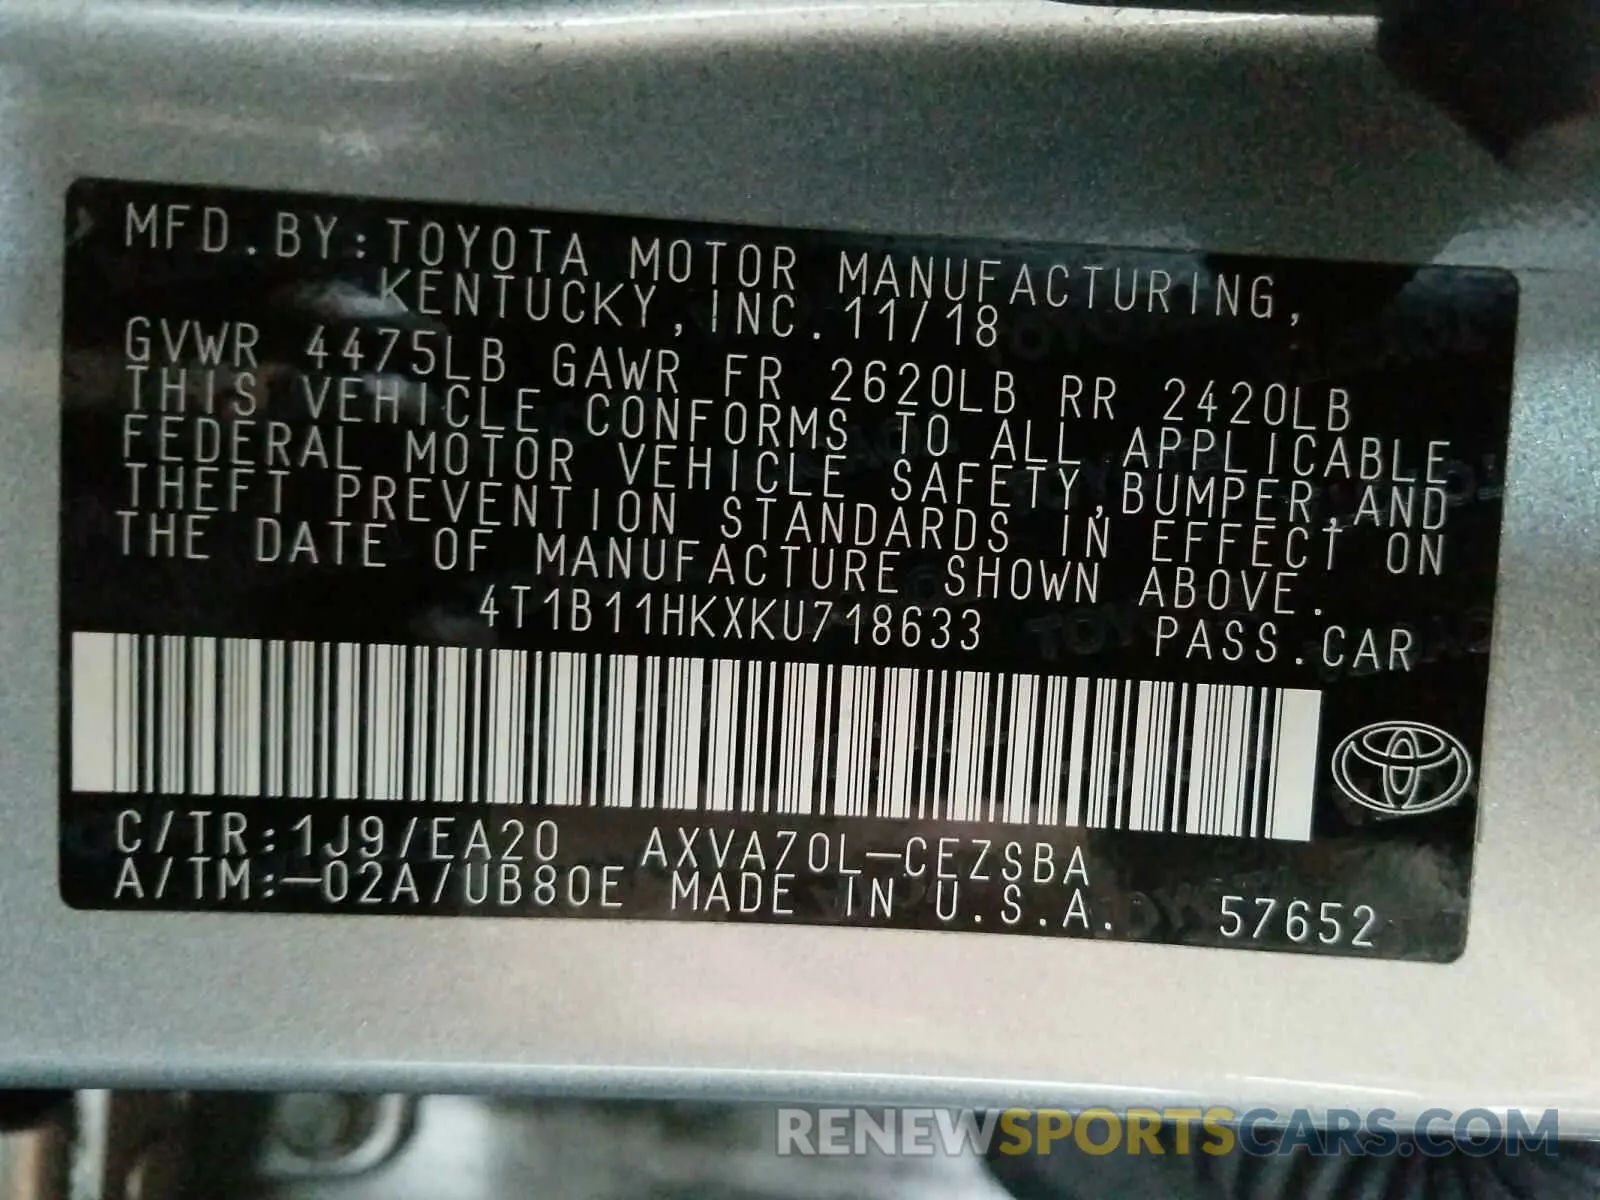 MFD.BY:TOYOTA MOTOR MANUFACTURING,
KENTUCKY,INC.11/18
GVWR 4475LB GAWR FR 2620LB RR 2420LB
THIS VEHICLE CONFORMS TO ALL APPLICABLE
FEDERAL MOTOR VEHICLE SAFETY,BUMPER,AND
THEFT PREVENTION STANDARDS IN EFFECT ON
THE DATE OF MANUFACTURE SHOWN ABOVE.
4T1B11HKXKU718633 PASS.CAR
C/TR:1J9/EA20 AXVA70L-CEZSBA
A/TM:-02A/UB80E MADE IN U.S.A. 57652
RENEWSPORTSCARS.COM